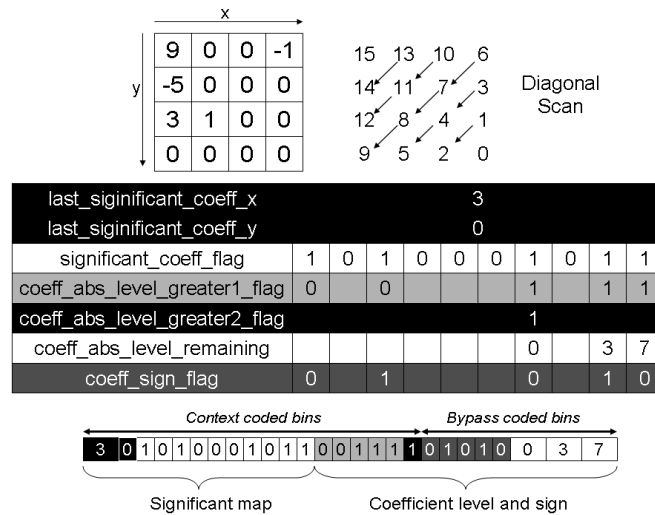 x
y
9 0 0 -1
-5 0 0 0
3 1 0 0
0 0 0 0
15 13 10 6
14 11 7 3
12 8 4 1
9 5 2 0
Diagonal
Scan
last_siginificant_coeff_x 3
last_siginificant_coeff_y 0
significant_coeff_flag 1 0 1 0 0 0 1 0 1 1
coeff_abs_level_greater1_flag 0 0 1 1 1
coeff_abs_level_greater2_flag 1
coeff_abs_level_remaining 0 3 7
coeff_sign_flag 0 1 0 1 0
Context coded bins Bypass coded bins
3 0 1 0 1 0 0 0 1 0 1 1 0 0 1 1 1 1 0 1 0 1 0 0 3 7
Significant map Coefficient level and sign